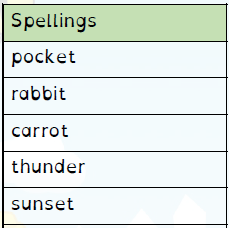 Spellings
pocket
rabbit
carrot
thunder
sunset